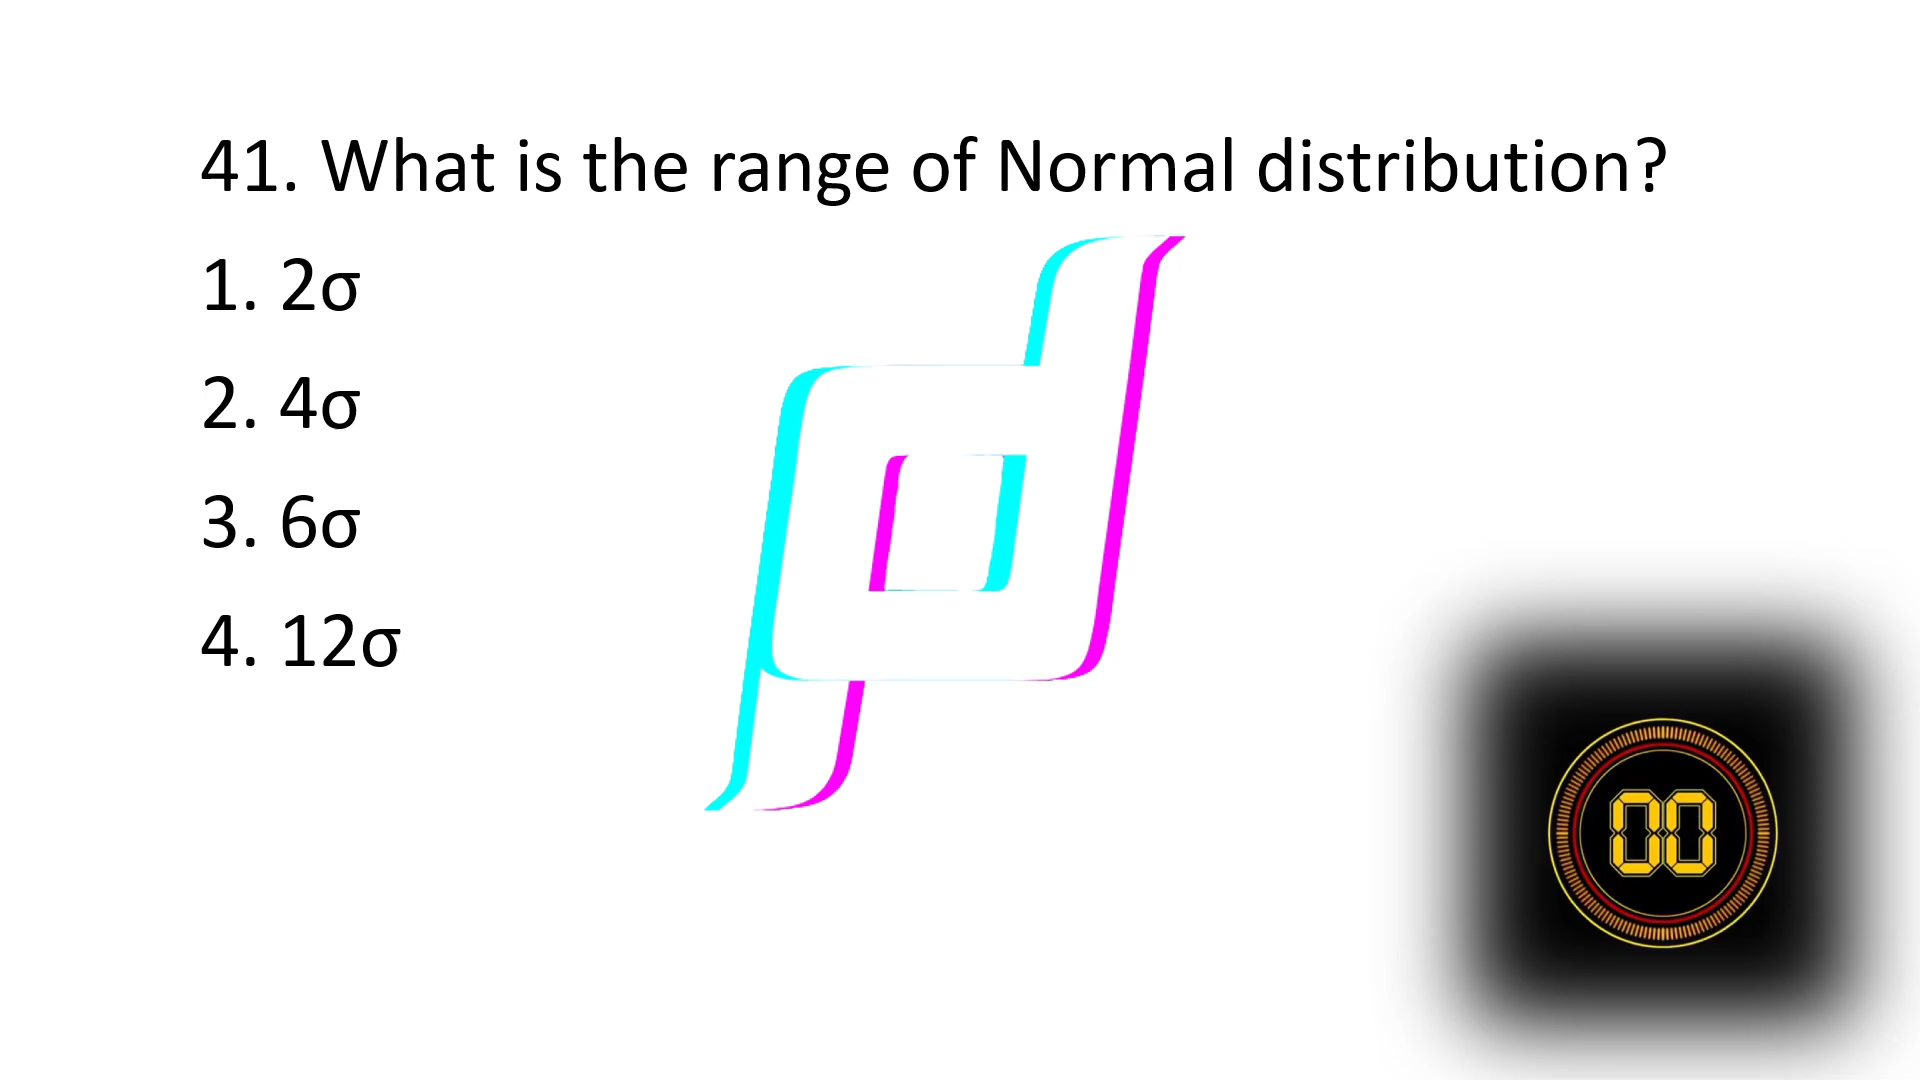 41. What is the range of Normal distribution?
1. 2σ
2. 4σ
3. 6σ
4. 12σ
00